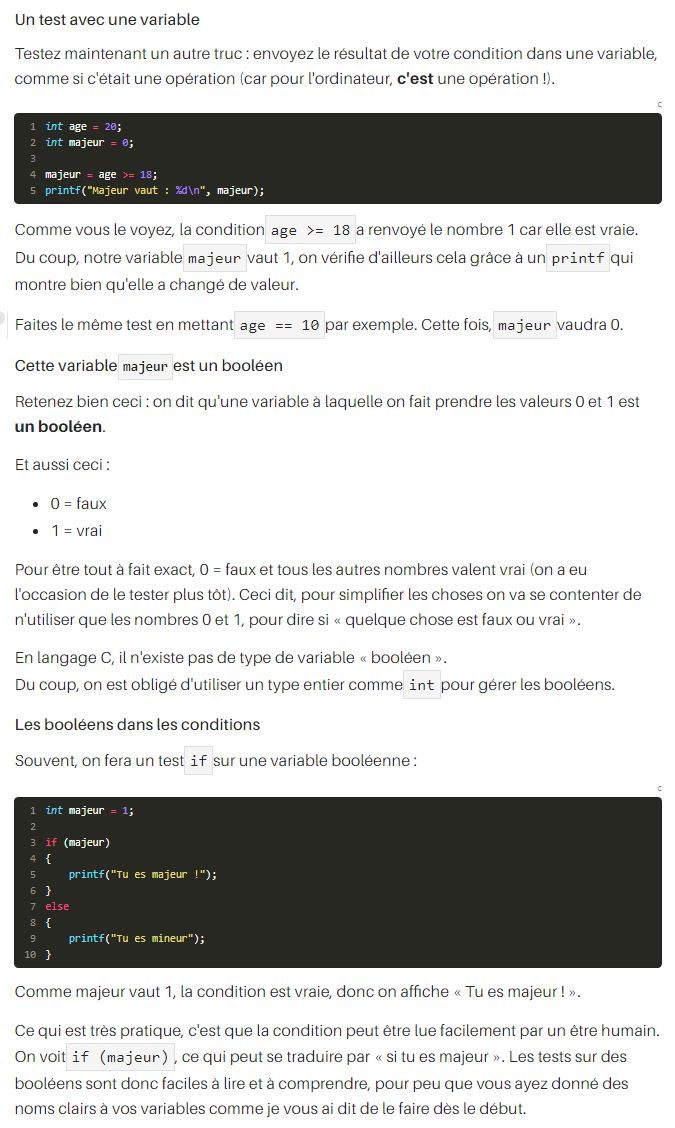 Un test avec une variable
Testez maintenant un autre truc : envoyez le résultat de votre condition dans une variable,
comme si c'était une opération (car pour l'ordinateur, c'est une opération !).
C
1 int age = 20;
2 int majeur = 0;
3
4 majeur = age >= 18;
5 printf("Majeur vaut : %d\n", majeur);
Comme vous le voyez, la condition age >= 18 a renvoyé le nombre 1 car elle est vraie.
Du coup, notre variable majeur vaut 1, on vérifie d'ailleurs cela grâce à un printf qui
montre bien qu'elle a changé de valeur.
Faites le même test en mettant age == 10 par exemple. Cette fois, majeur vaudra 0.
Cette variable majeur est un booléen
Retenez bien ceci : on dit qu'une variable à laquelle on fait prendre les valeurs 0 et 1 est
un booléen.
Et aussi ceci :
• 0 = faux
• 1 = vrai
Pour être tout à fait exact, 0 = faux et tous les autres nombres valent vrai (on a eu
l'occasion de le tester plus tôt). Ceci dit, pour simplifier les choses on va se contenter de
n'utiliser que les nombres 0 et 1, pour dire si « quelque chose est faux ou vrai ».
En langage C, il n'existe pas de type de variable « booléen ».
Du coup, on est obligé d'utiliser un type entier comme int pour gérer les booléens.
Les booléens dans les conditions
Souvent, on fera un test if sur une variable booléenne :
C
1 int majeur = 1;
2
3 if (majeur)
4 {
5     printf("Tu es majeur !");
6 }
7 else
8 {
9     printf("Tu es mineur");
10 }
Comme majeur vaut 1, la condition est vraie, donc on affiche « Tu es majeur ! ».
Ce qui est très pratique, c'est que la condition peut être lue facilement par un être humain.
On voit if (majeur) , ce qui peut se traduire par « si tu es majeur ». Les tests sur des
booléens sont donc faciles à lire et à comprendre, pour peu que vous ayez donné des
noms clairs à vos variables comme je vous ai dit de le faire dès le début.